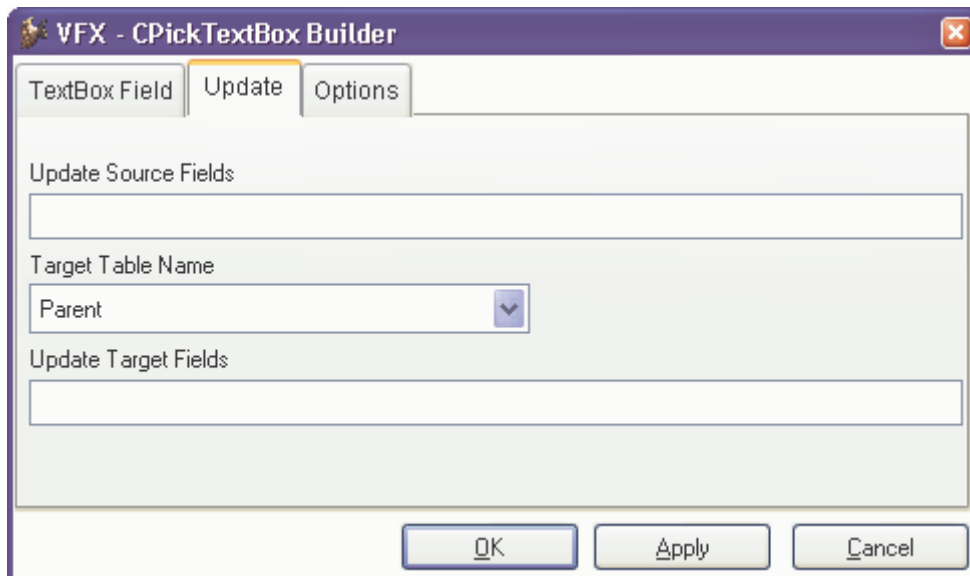 VFX - CPickTextBox Builder
TextBox Field Update Options
Update Source Fields
Target Table Name
Parent
Update Target Fields
OK Apply Cancel